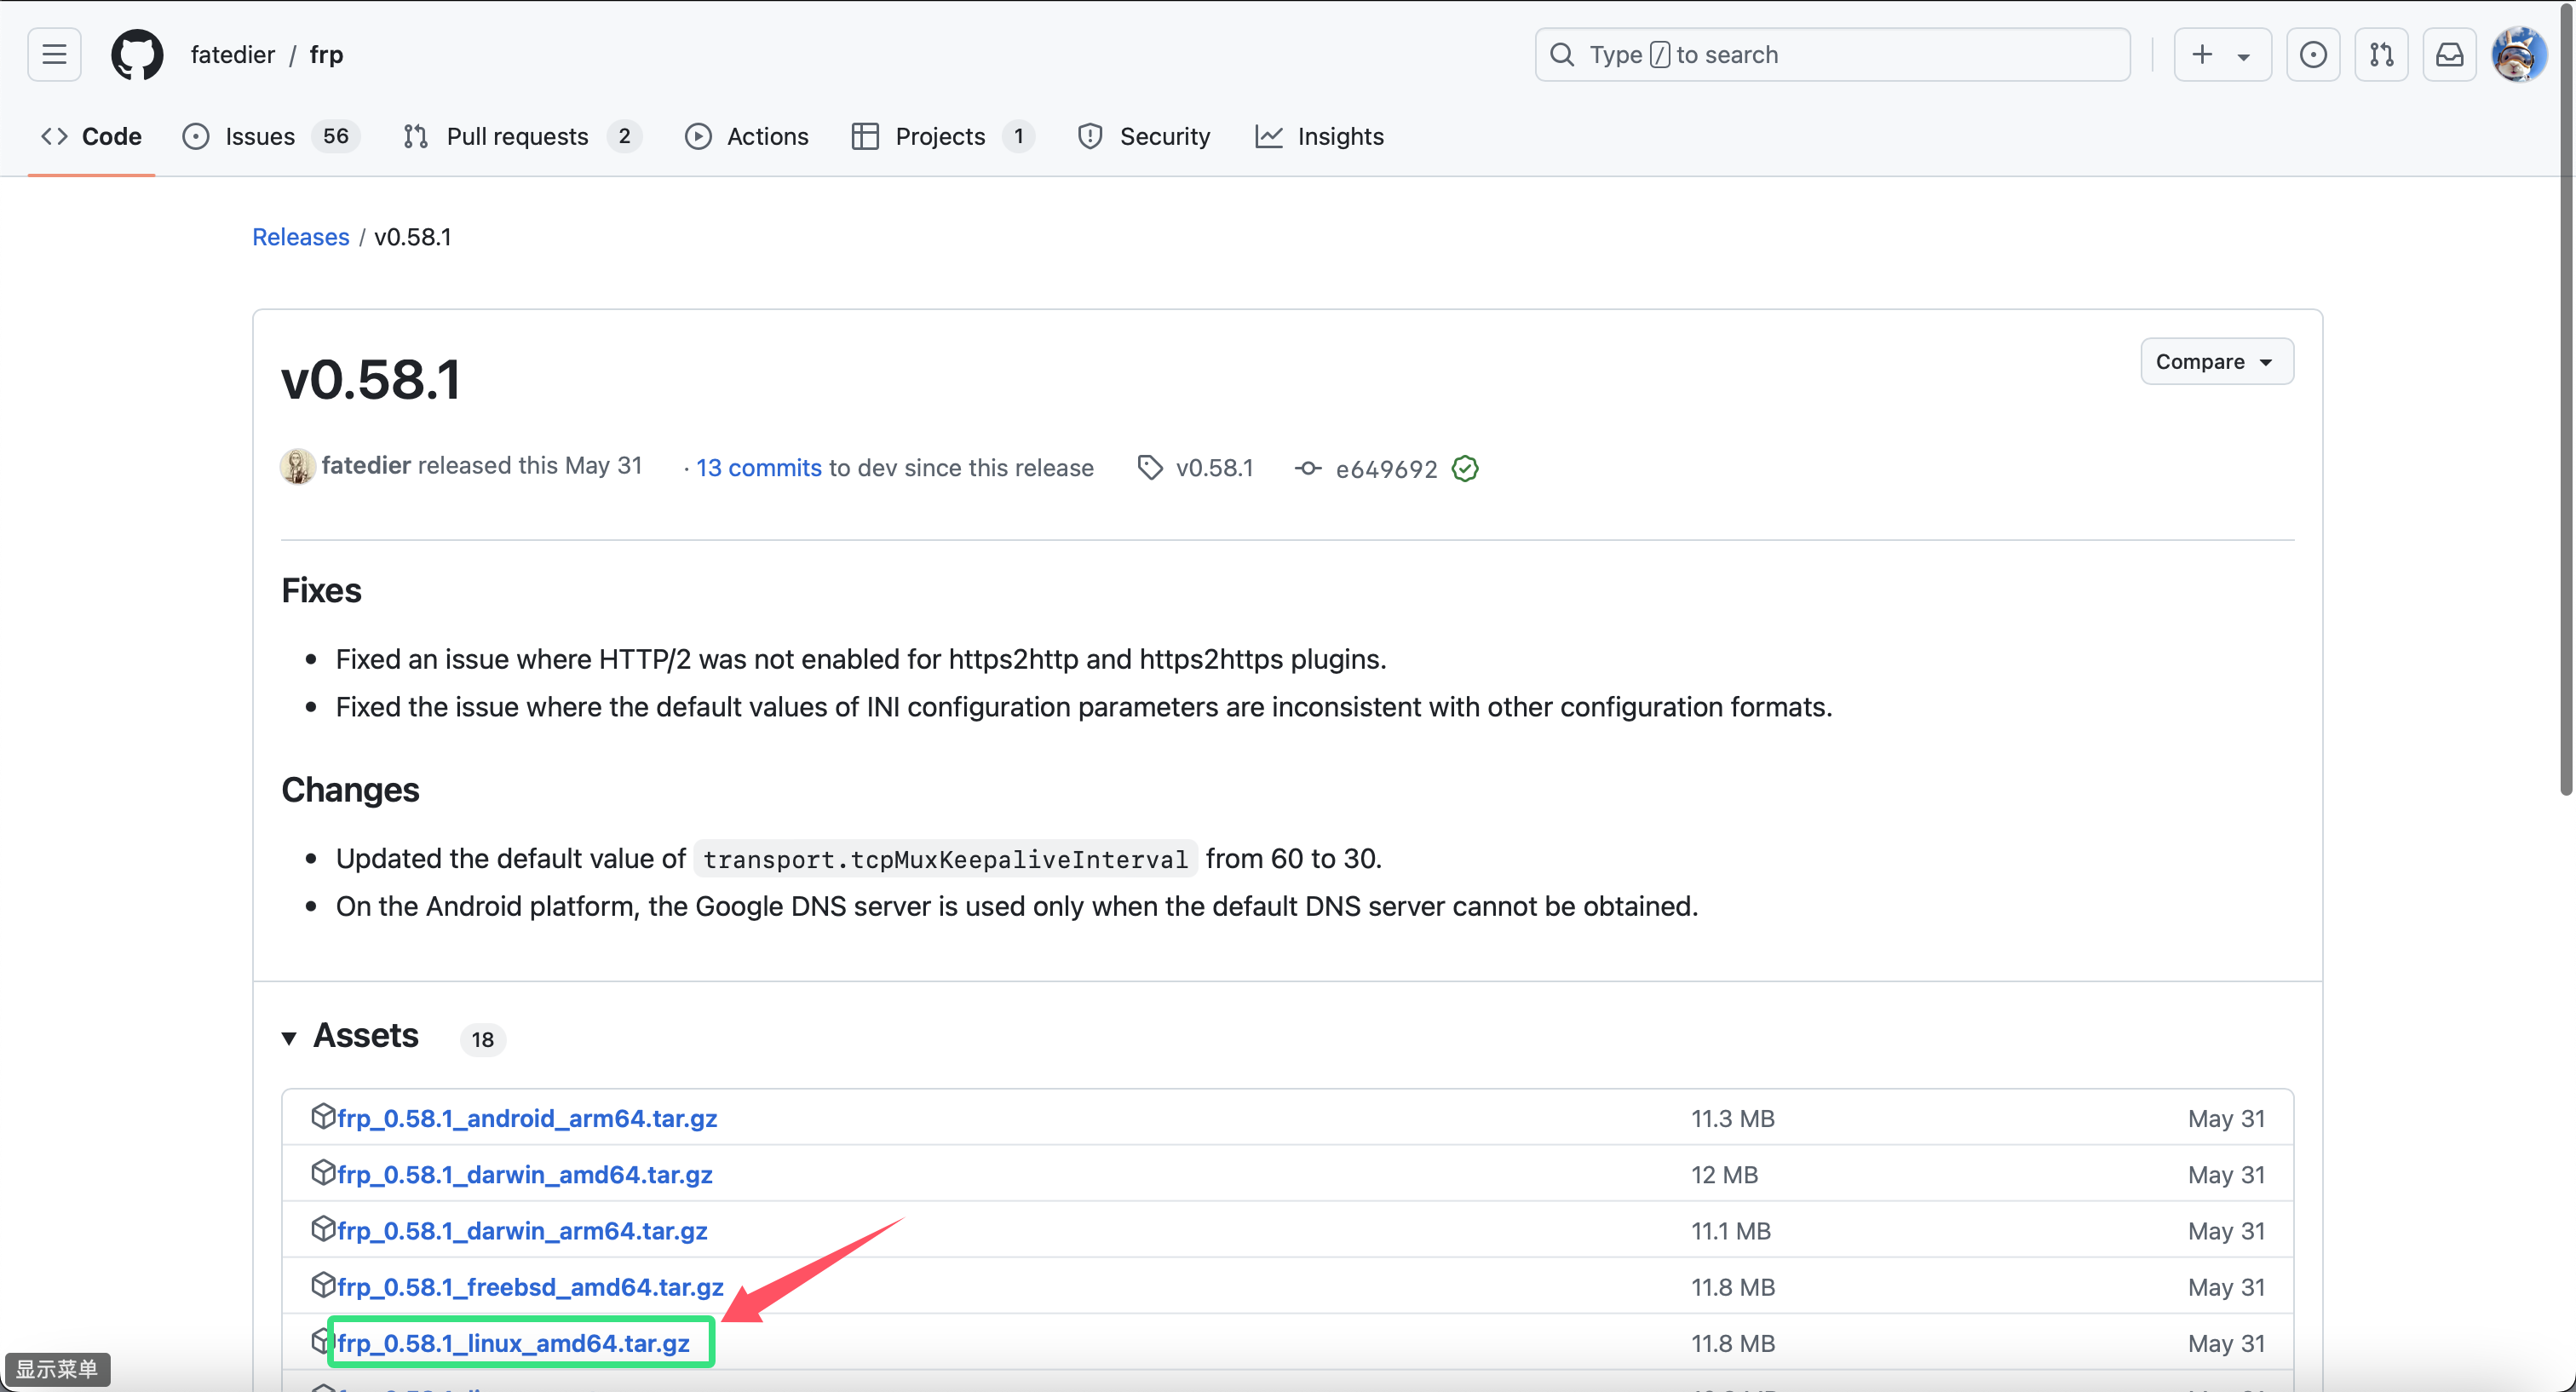 fatedier / frp
Type / to search
Code
Issues 56
Pull requests 2
Actions
Projects 1
Security
Insights
Releases / v0.58.1
v0.58.1
Compare
fatedier released this May 31 · 13 commits to dev since this release v0.58.1 e649692
Fixes
Fixed an issue where HTTP/2 was not enabled for https2http and https2https plugins.
Fixed the issue where the default values of INI configuration parameters are inconsistent with other configuration formats.
Changes
Updated the default value of transport.tcpMuxKeepaliveInterval from 60 to 30.
On the Android platform, the Google DNS server is used only when the default DNS server cannot be obtained.
Assets 18
frp_0.58.1_android_arm64.tar.gz 11.3 MB May 31
frp_0.58.1_darwin_amd64.tar.gz 12 MB May 31
frp_0.58.1_darwin_arm64.tar.gz 11.1 MB May 31
frp_0.58.1_freebsd_amd64.tar.gz 11.8 MB May 31
frp_0.58.1_linux_amd64.tar.gz 11.8 MB May 31
显示菜单